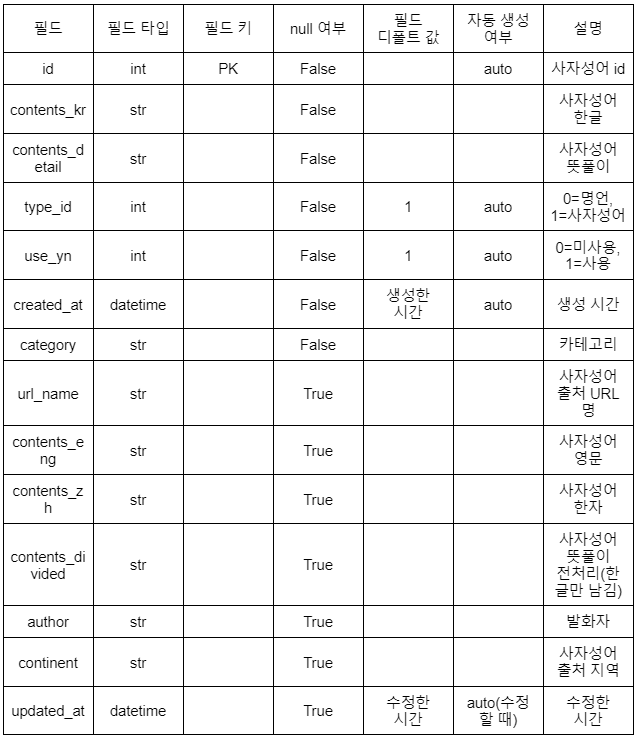 필드 필드 타입 필드 키 null 여부 필드 디폴트 값 자동 생성 여부 설명
id int PK False auto 사자성어 id
contents_kr str False 사자성어 한글
contents_detail str False 사자성어 뜻풀이
type_id int False 1 auto 0=명언, 1=사자성어
use_yn int False 1 auto 0=미사용, 1=사용
created_at datetime False 생성한 시간 auto 생성 시간
category str False 카테고리
url_name str True 사자성어 출처 URL 명
contents_eng str True 사자성어 영문
contents_zh str True 사자성어 한자
contents_divided str True 사자성어 뜻풀이 전처리(한글만 남김)
author str True 발화자
continent str True 사자성어 출처 지역
updated_at datetime True 수정한 시간 auto(수정할 때) 수정한 시간